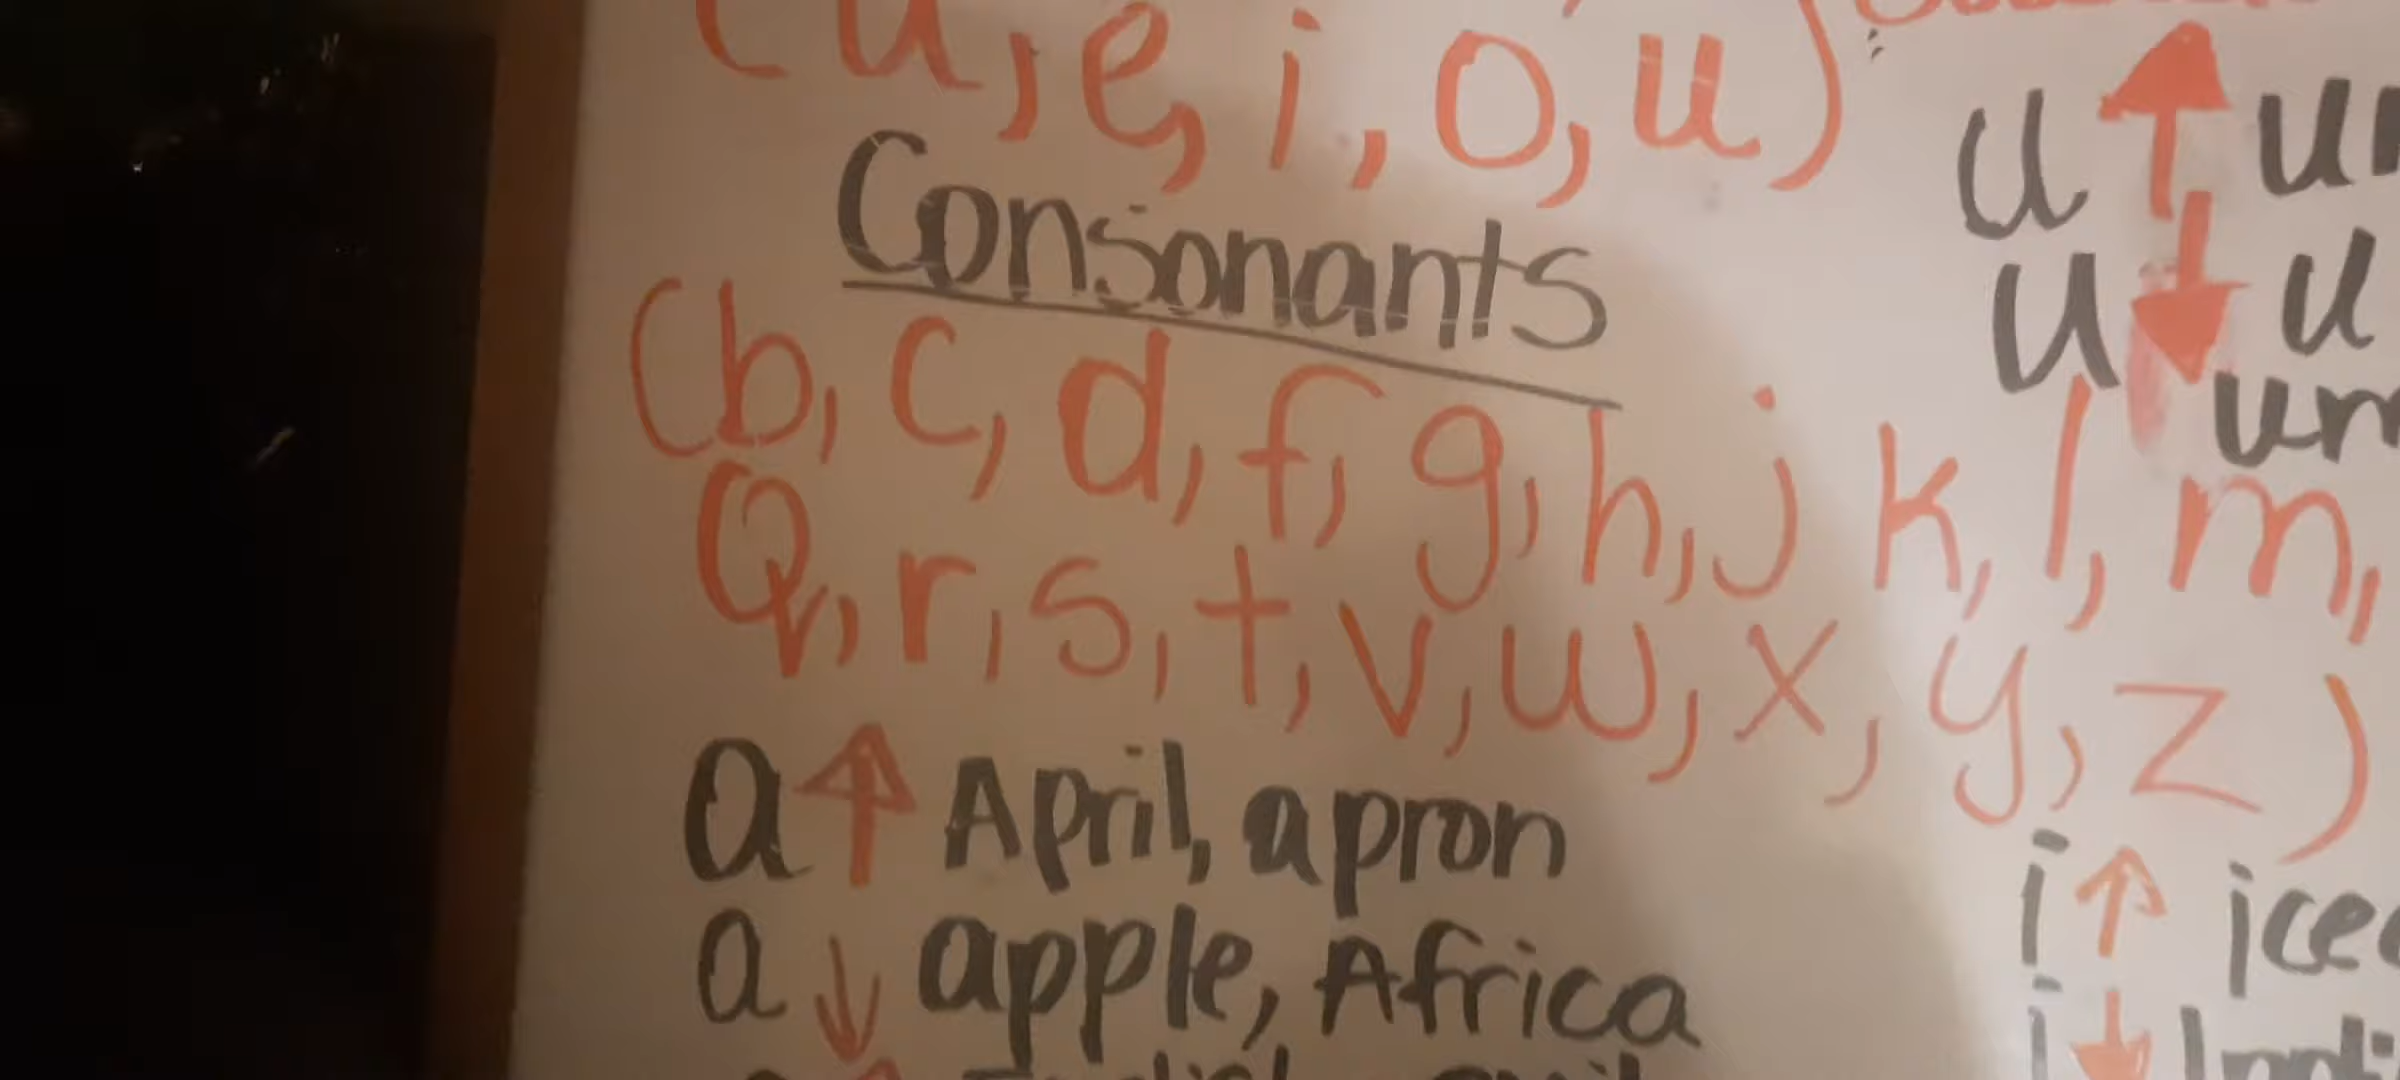 (a, e, i, o, u)
Consonants
(b, c, d, f, g, h, j k, l, m,
Q, r, s, t, v, w, x, y, z)
a ↑ April, apron
a ↓ apple, Africa
u ↑
u ↓ u
i ↑
i ↓